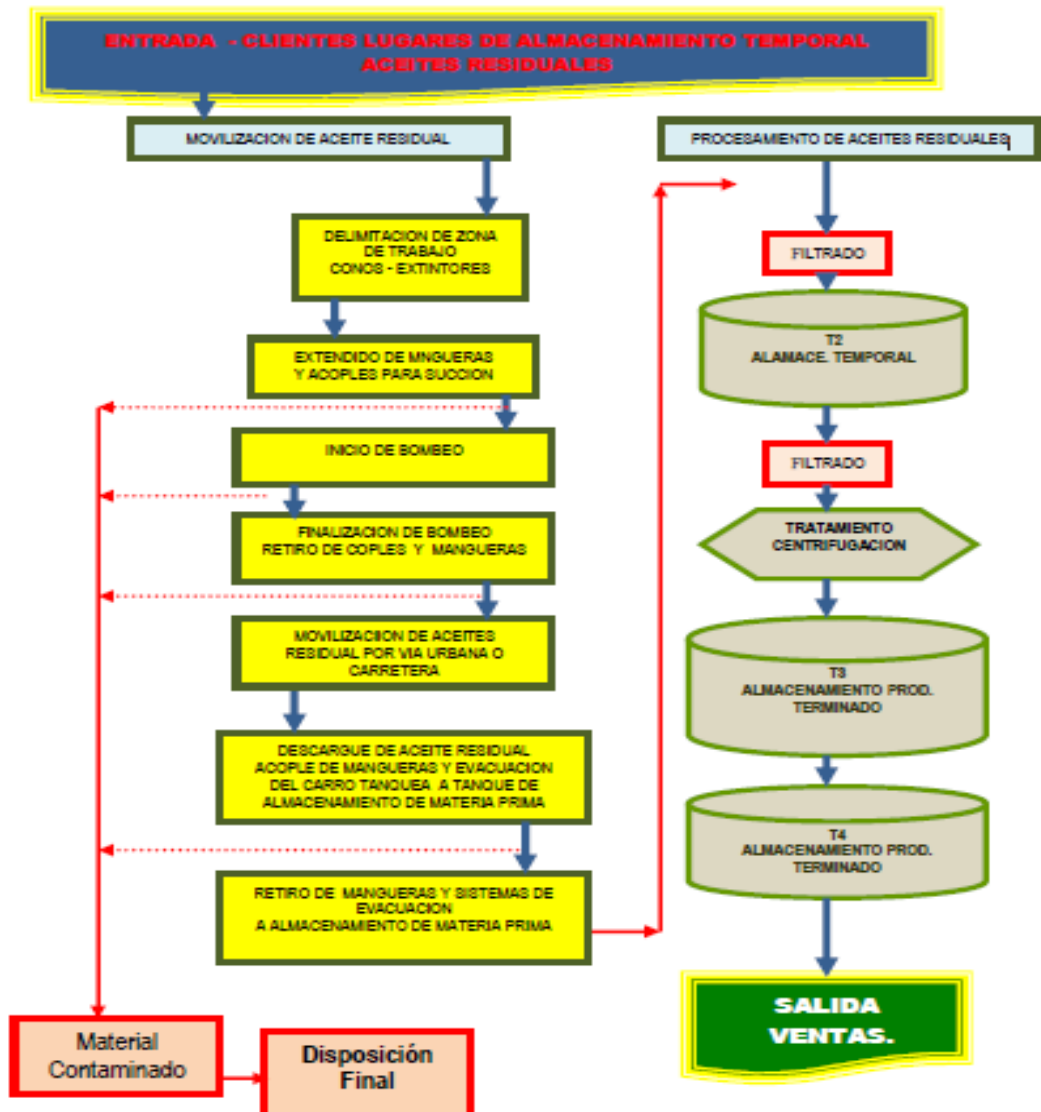 ENTRADA - CLIENTES LUGARES DE ALMACENAMIENTO TEMPORAL
ACEITES RESIDUALES
MOVILIZACION DE ACEITE RESIDUAL
DELIMITACION DE ZONA
DE TRABAJO
CONOS - EXTINTORES
EXTENDIDO DE MNGUERAS
Y ACOPLES PARA SUCCION
INICIO DE BOMBEO
FINALIZACION DE BOMBEO
RETIRO DE COPLES Y MANGUERAS
MOVILIZACIION DE ACEITES
RESIDUAL POR VIA URBANA O
CARRETERA
DESCARGUE DE ACEITE RESIDUAL
ACOPLE DE MANGUERAS Y EVACUACION
DEL CARRO TANQUEA A TANQUE DE
ALMACENAMIENTO DE MATERIA PRIMA
RETIRO DE MANGUERAS Y SISTEMAS DE
EVACUACION
A ALMACENAMIENTO DE MATERIA PRIMA
Material
Contaminado
Disposición
Final
PROCESAMIENTO DE ACEITES RESIDUALES
FILTRADO
T2
ALAMACE. TEMPORAL
FILTRADO
TRATAMIENTO
CENTRIFUGACION
T3
ALMACENAMIENTO PROD.
TERMINADO
T4
ALMACENAMIENTO PROD.
TERMINADO
SALIDA
VENTAS.